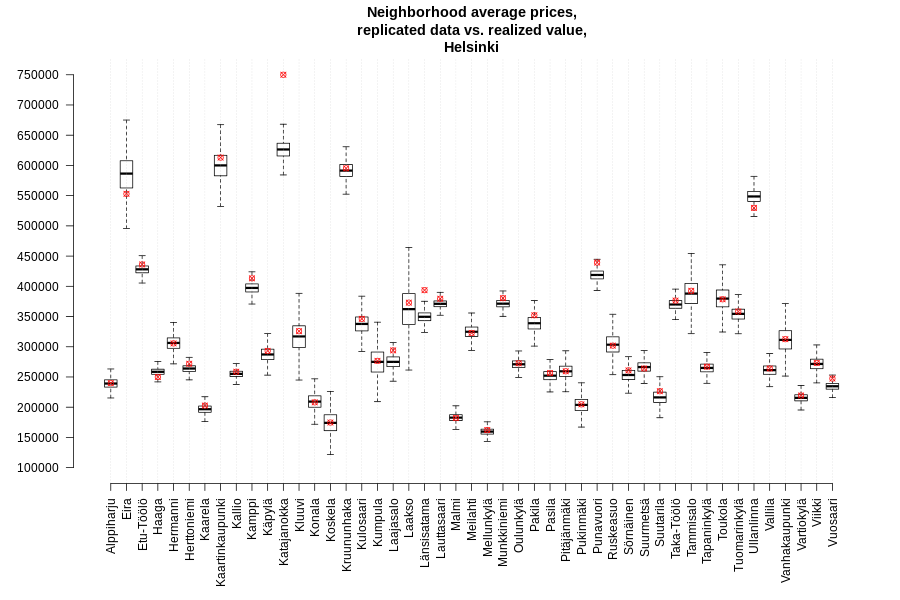 Neighborhood average prices,
replicated data vs. realized value,
Helsinki
750000
700000
650000
600000
550000
500000
450000
400000
350000
300000
250000
200000
150000
100000
Alppiharju
Eira
Etu-Töölö
Haaga
Hermanni
Herttoniemi
Kaarela
Kaartinkaupunki
Kallio
Kamppi
Käpylä
Katajanokka
Kluuvi
Konala
Koskela
Kruununhaka
Kulosaari
Kumpula
Laajasalo
Laakso
Länsisatama
Lauttasaari
Malmi
Meilahti
Mellunkylä
Munkkiniemi
Oulunkylä
Pakila
Pasila
Pitäjänmäki
Pukinmäki
Punavuori
Ruskeasuo
Sörnäinen
Suurmetsä
Suutarila
Taka-Töölö
Tammisalo
Tapaninkylä
Toukola
Tuomarinkylä
Ullanlinna
Vallila
Vanhakaupunki
Vartiokylä
Viikki
Vuosaari